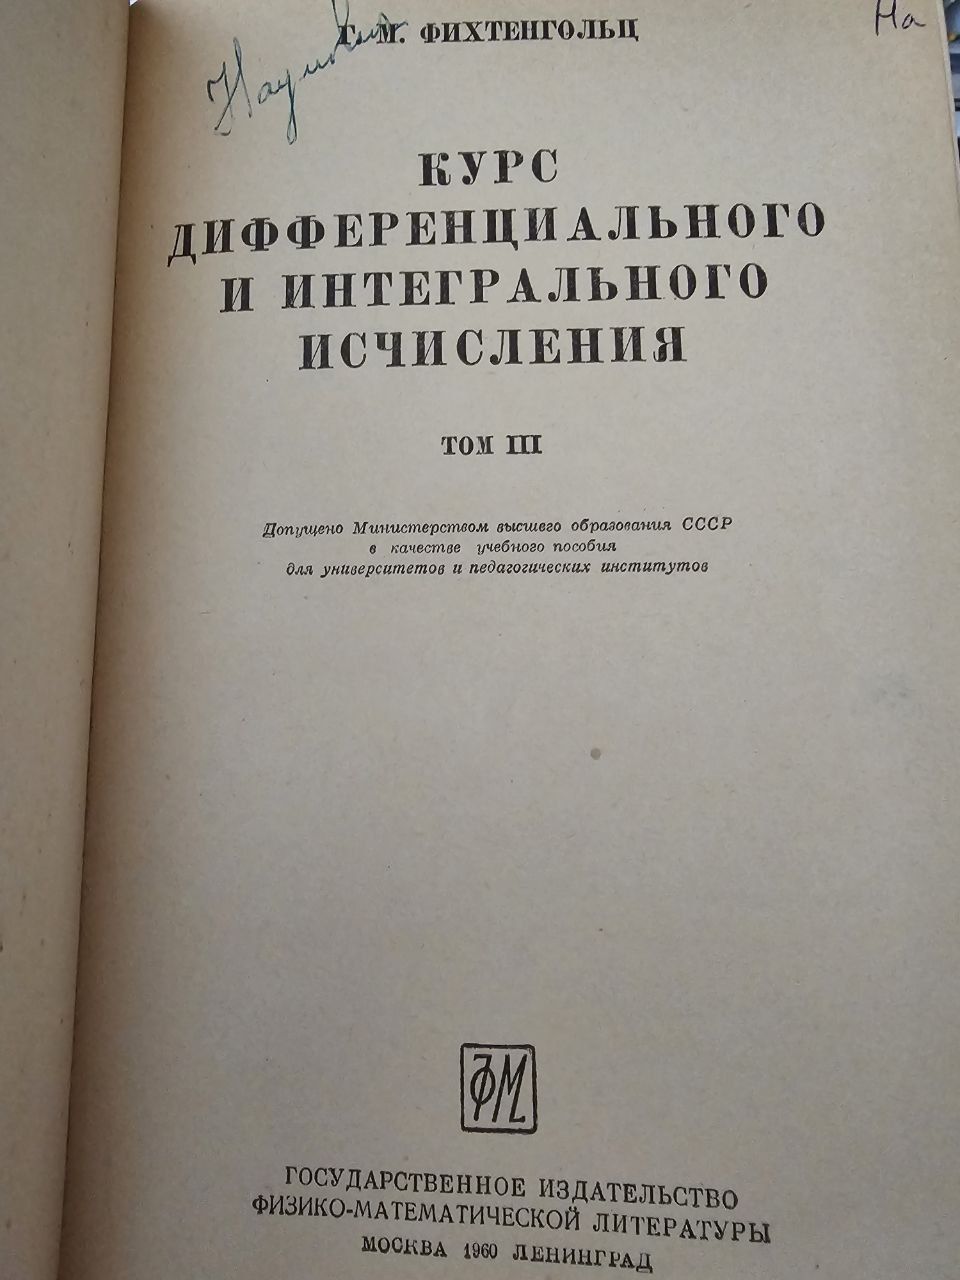 На
Г. М. ФИХТЕНГОЛЬЦ
КУРС
ДИФФЕРЕНЦИАЛЬНОГО
И ИНТЕГРАЛЬНОГО
ИСЧИСЛЕНИЯ
ТОМ III
Допущено Министерством высшего образования СССР
в качестве учебного пособия
для университетов и педагогических институтов
ФМ
ГОСУДАРСТВЕННОЕ ИЗДАТЕЛЬСТВО
ФИЗИКО-МАТЕМАТИЧЕСКОЙ ЛИТЕРАТУРЫ
МОСКВА 1960 ЛЕНИНГРАД